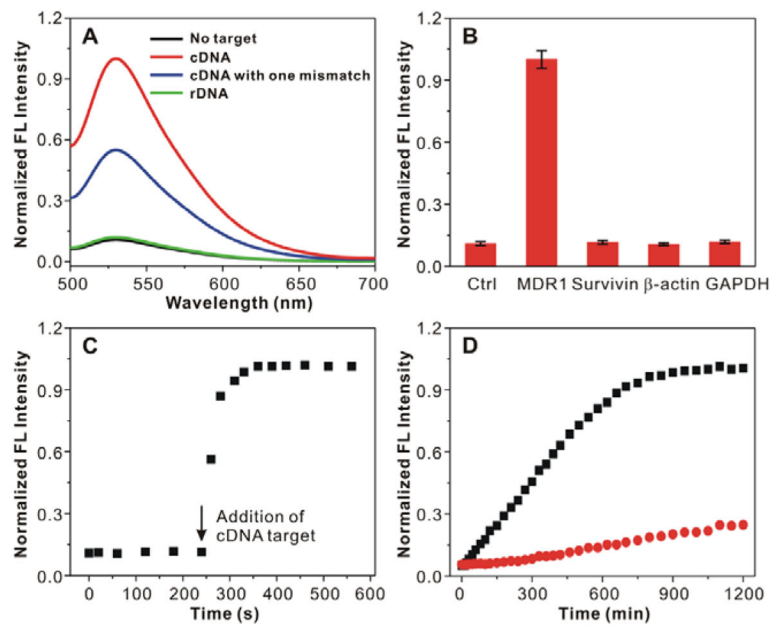 A
Normalized FL Intensity
1.2
0.9
0.6
0.3
0.0
No target
cDNA
cDNA with one mismatch
rDNA
500 550 600 650 700
Wavelength (nm)
B
Normalized FL Intensity
1.2
0.9
0.6
0.3
0.0
Ctrl MDR1 Survivin β-actin GAPDH
C
Normalized FL Intensity
1.2
0.9
0.6
0.3
0.0
Addition of
cDNA target
0 100 200 300 400 500 600
Time (s)
D
Normalized FL Intensity
1.2
0.9
0.6
0.3
0.0
0 300 600 900 1200
Time (min)